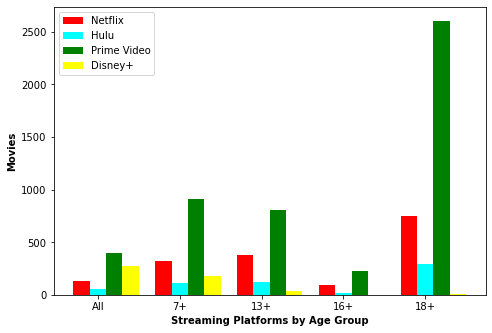 Netflix
Hulu
Prime Video
Disney+
2500
2000
1500
1000
500
0
Movies
All
7+
13+
16+
18+
Streaming Platforms by Age Group